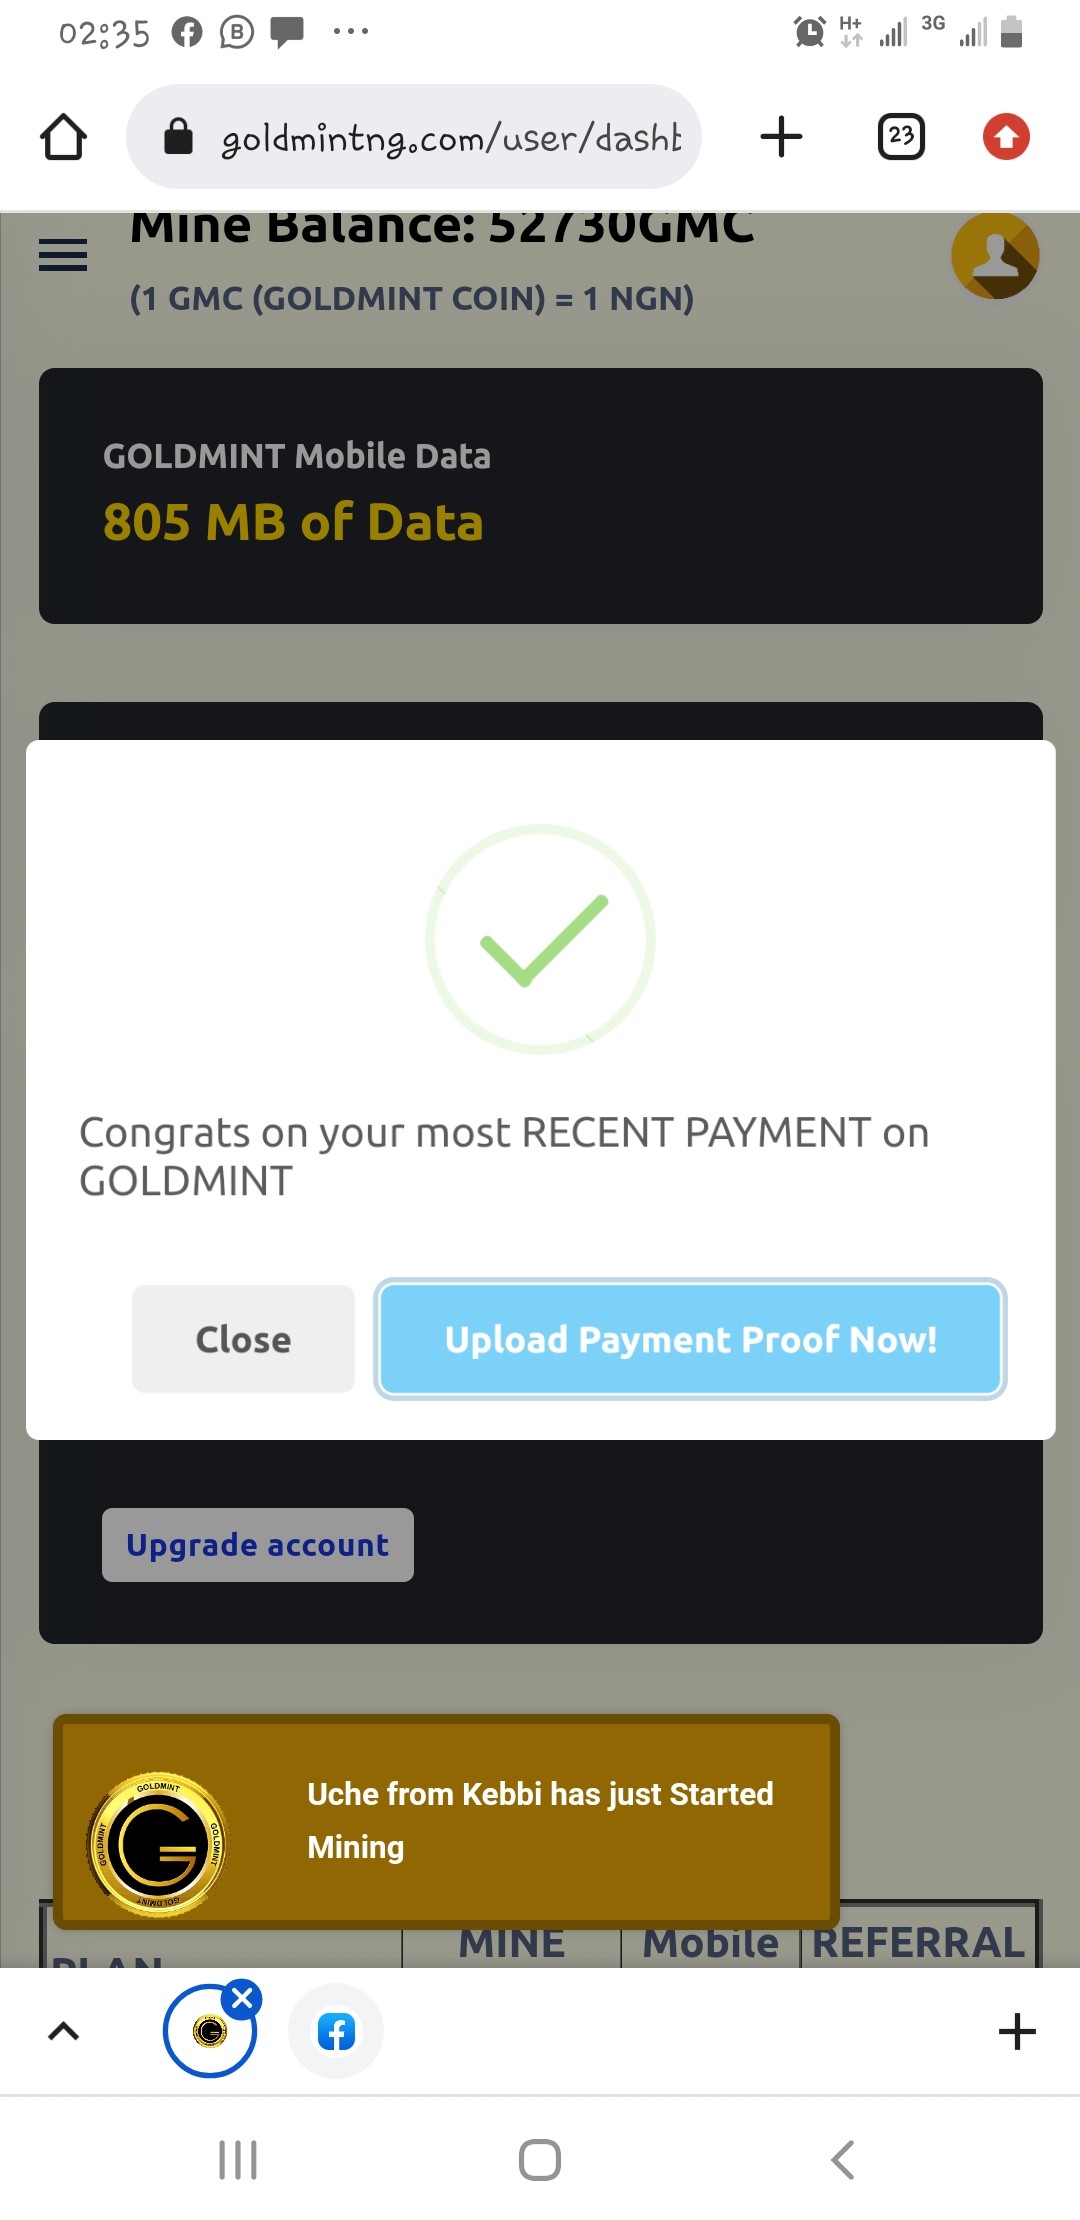 02:35
H+
3G
goldmintng.com/user/dasht
23
Mine Balance: 52730GMC
(1 GMC (GOLDMINT COIN) = 1 NGN)
GOLDMINT Mobile Data
805 MB of Data
Congrats on your most RECENT PAYMENT on
GOLDMINT
Close
Upload Payment Proof Now!
Upgrade account
GOLDMINT
GOLDMINT
GOLDMINT
GOLDMINT
Uche from Kebbi has just Started
Mining
PLAN
MINE
Mobile
REFERRAL